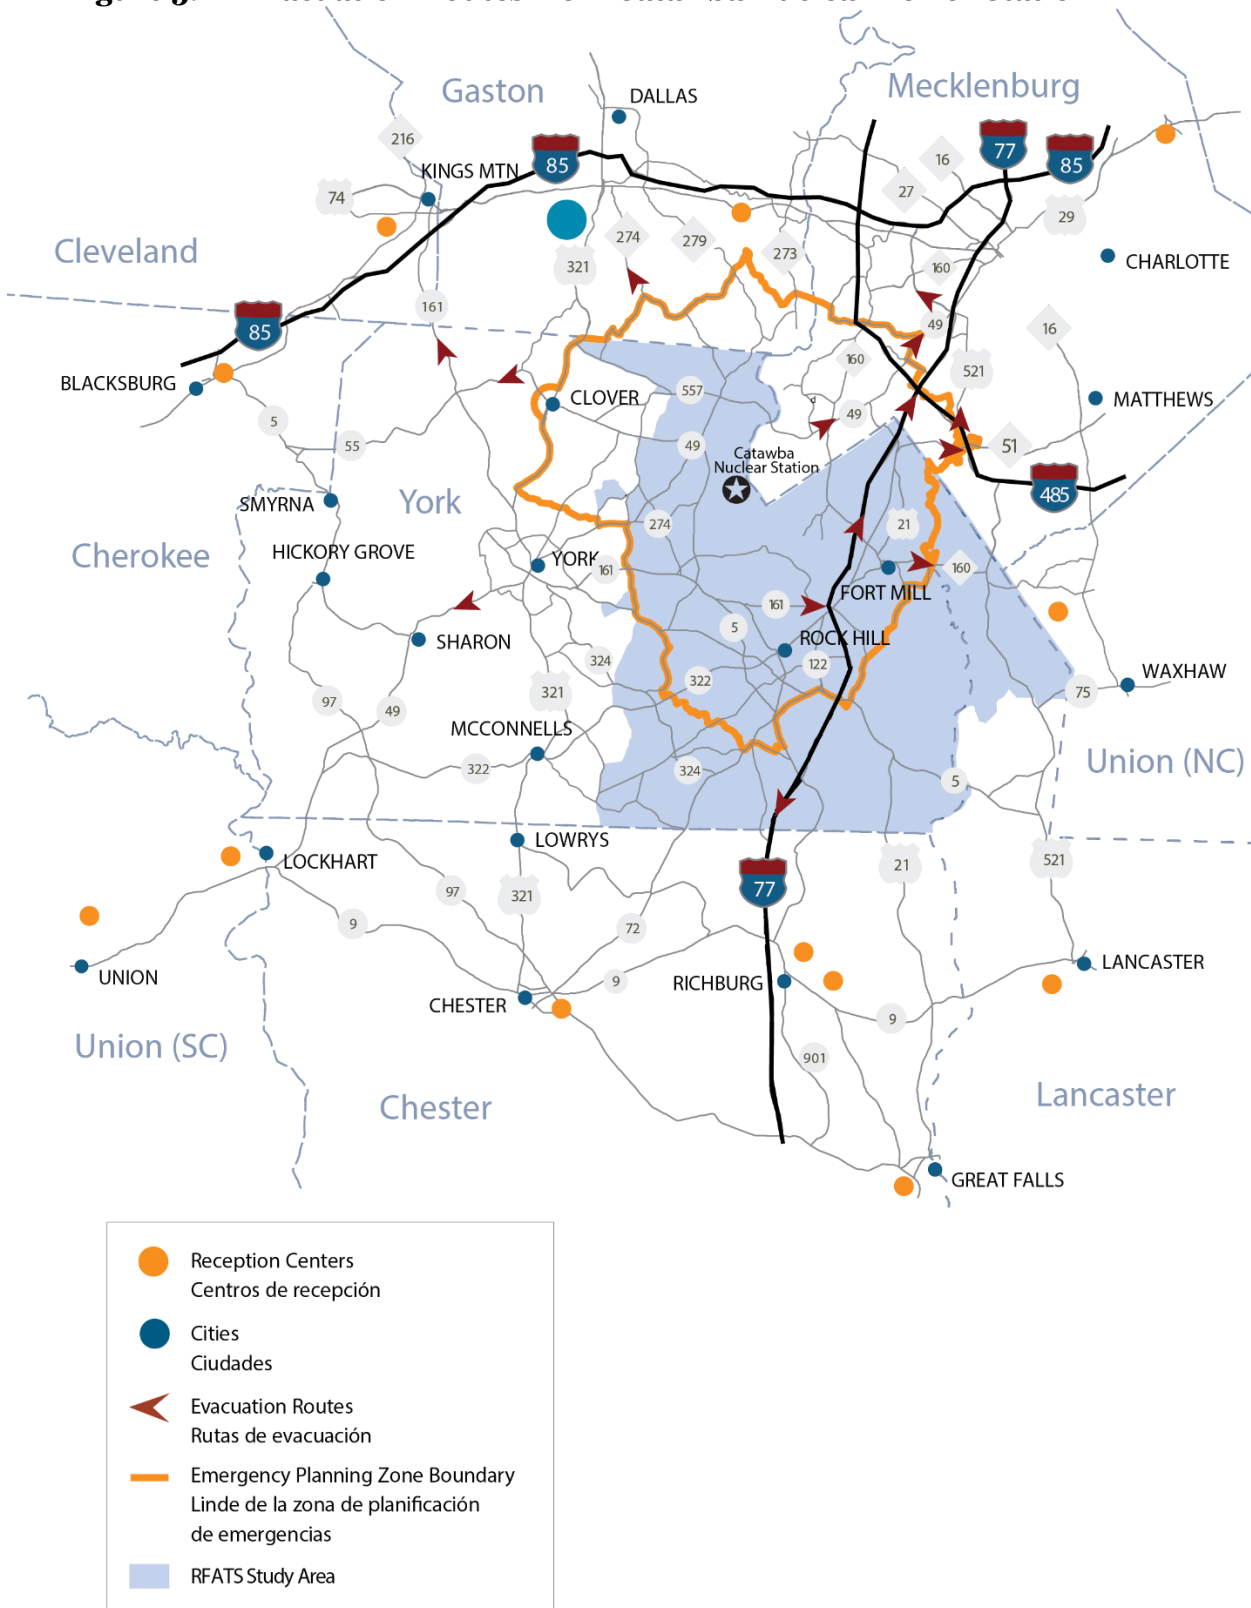 Gaston
Mecklenburg
DALLAS
216
KINGS MTN
85
77
85
16
27
74
29
274
279
273
321
160
Cleveland
CHARLOTTE
161
85
49
16
160
521
BLACKSBURG
CLOVER
557
MATTHEWS
5
49
55
49
51
Catawba
Nuclear Station
485
SMYRNA
York
274
21
Cherokee
HICKORY GROVE
YORK
161
160
FORT MILL
161
5
ROCK HILL
SHARON
324
122
322
321
WAXHAW
75
97
49
MCCONNELLS
322
324
5
Union (NC)
LOWRYS
LOCKHART
21
521
77
97
321
9
72
UNION
LANCASTER
9
RICHBURG
CHESTER
9
Union (SC)
901
Chester
Lancaster
GREAT FALLS
Reception Centers
Centros de recepción
Cities
Ciudades
Evacuation Routes
Rutas de evacuación
Emergency Planning Zone Boundary
Linde de la zona de planificación
de emergencias
RFATS Study Area